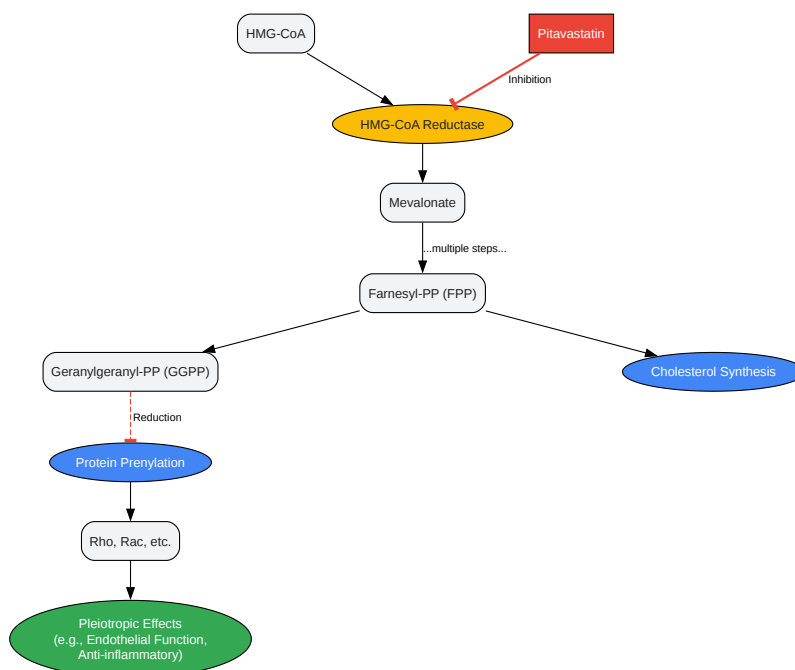 HMG-CoA
Pitavastatin
Inhibition
HMG-CoA Reductase
Mevalonate
...multiple steps...
Farnesyl-PP (FPP)
Geranylgeranyl-PP (GGPP)
Cholesterol Synthesis
Reduction
Protein Prenylation
Rho, Rac, etc.
Pleiotropic Effects
(e.g., Endothelial Function,
Anti-inflammatory)